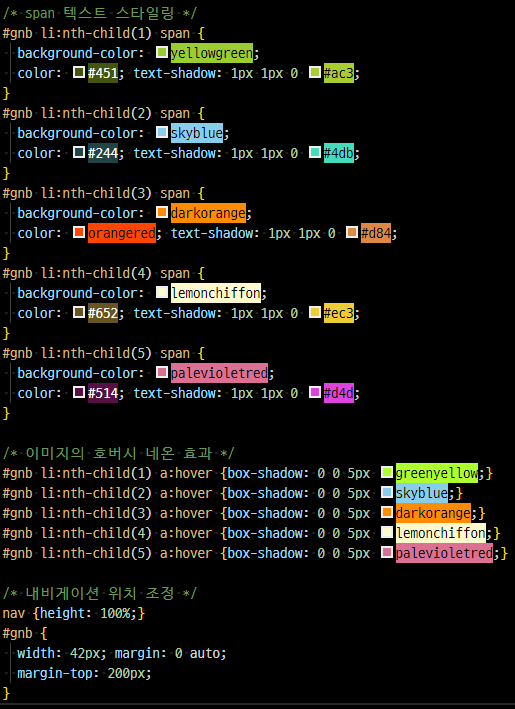 /* span 텍스트 스타일링 */
#gnb li:nth-child(1) span {
  background-color: yellowgreen;
  color: #451; text-shadow: 1px 1px 0 #ac3;
}
#gnb li:nth-child(2) span {
  background-color: skyblue;
  color: #244; text-shadow: 1px 1px 0 #4db;
}
#gnb li:nth-child(3) span {
  background-color: darkorange;
  color: orangered; text-shadow: 1px 1px 0 #d84;
}
#gnb li:nth-child(4) span {
  background-color: lemonchiffon;
  color: #652; text-shadow: 1px 1px 0 #ec3;
}
#gnb li:nth-child(5) span {
  background-color: palevioletred;
  color: #514; text-shadow: 1px 1px 0 #d4d;
}

/* 이미지의 호버시 네온 효과 */
#gnb li:nth-child(1) a:hover {box-shadow: 0 0 5px greenyellow;}
#gnb li:nth-child(2) a:hover {box-shadow: 0 0 5px skyblue;}
#gnb li:nth-child(3) a:hover {box-shadow: 0 0 5px darkorange;}
#gnb li:nth-child(4) a:hover {box-shadow: 0 0 5px lemonchiffon;}
#gnb li:nth-child(5) a:hover {box-shadow: 0 0 5px palevioletred;}

/* 내비게이션 위치 조정 */
nav {height: 100%;}
#gnb {
  width: 42px; margin: 0 auto;
  margin-top: 200px;
}